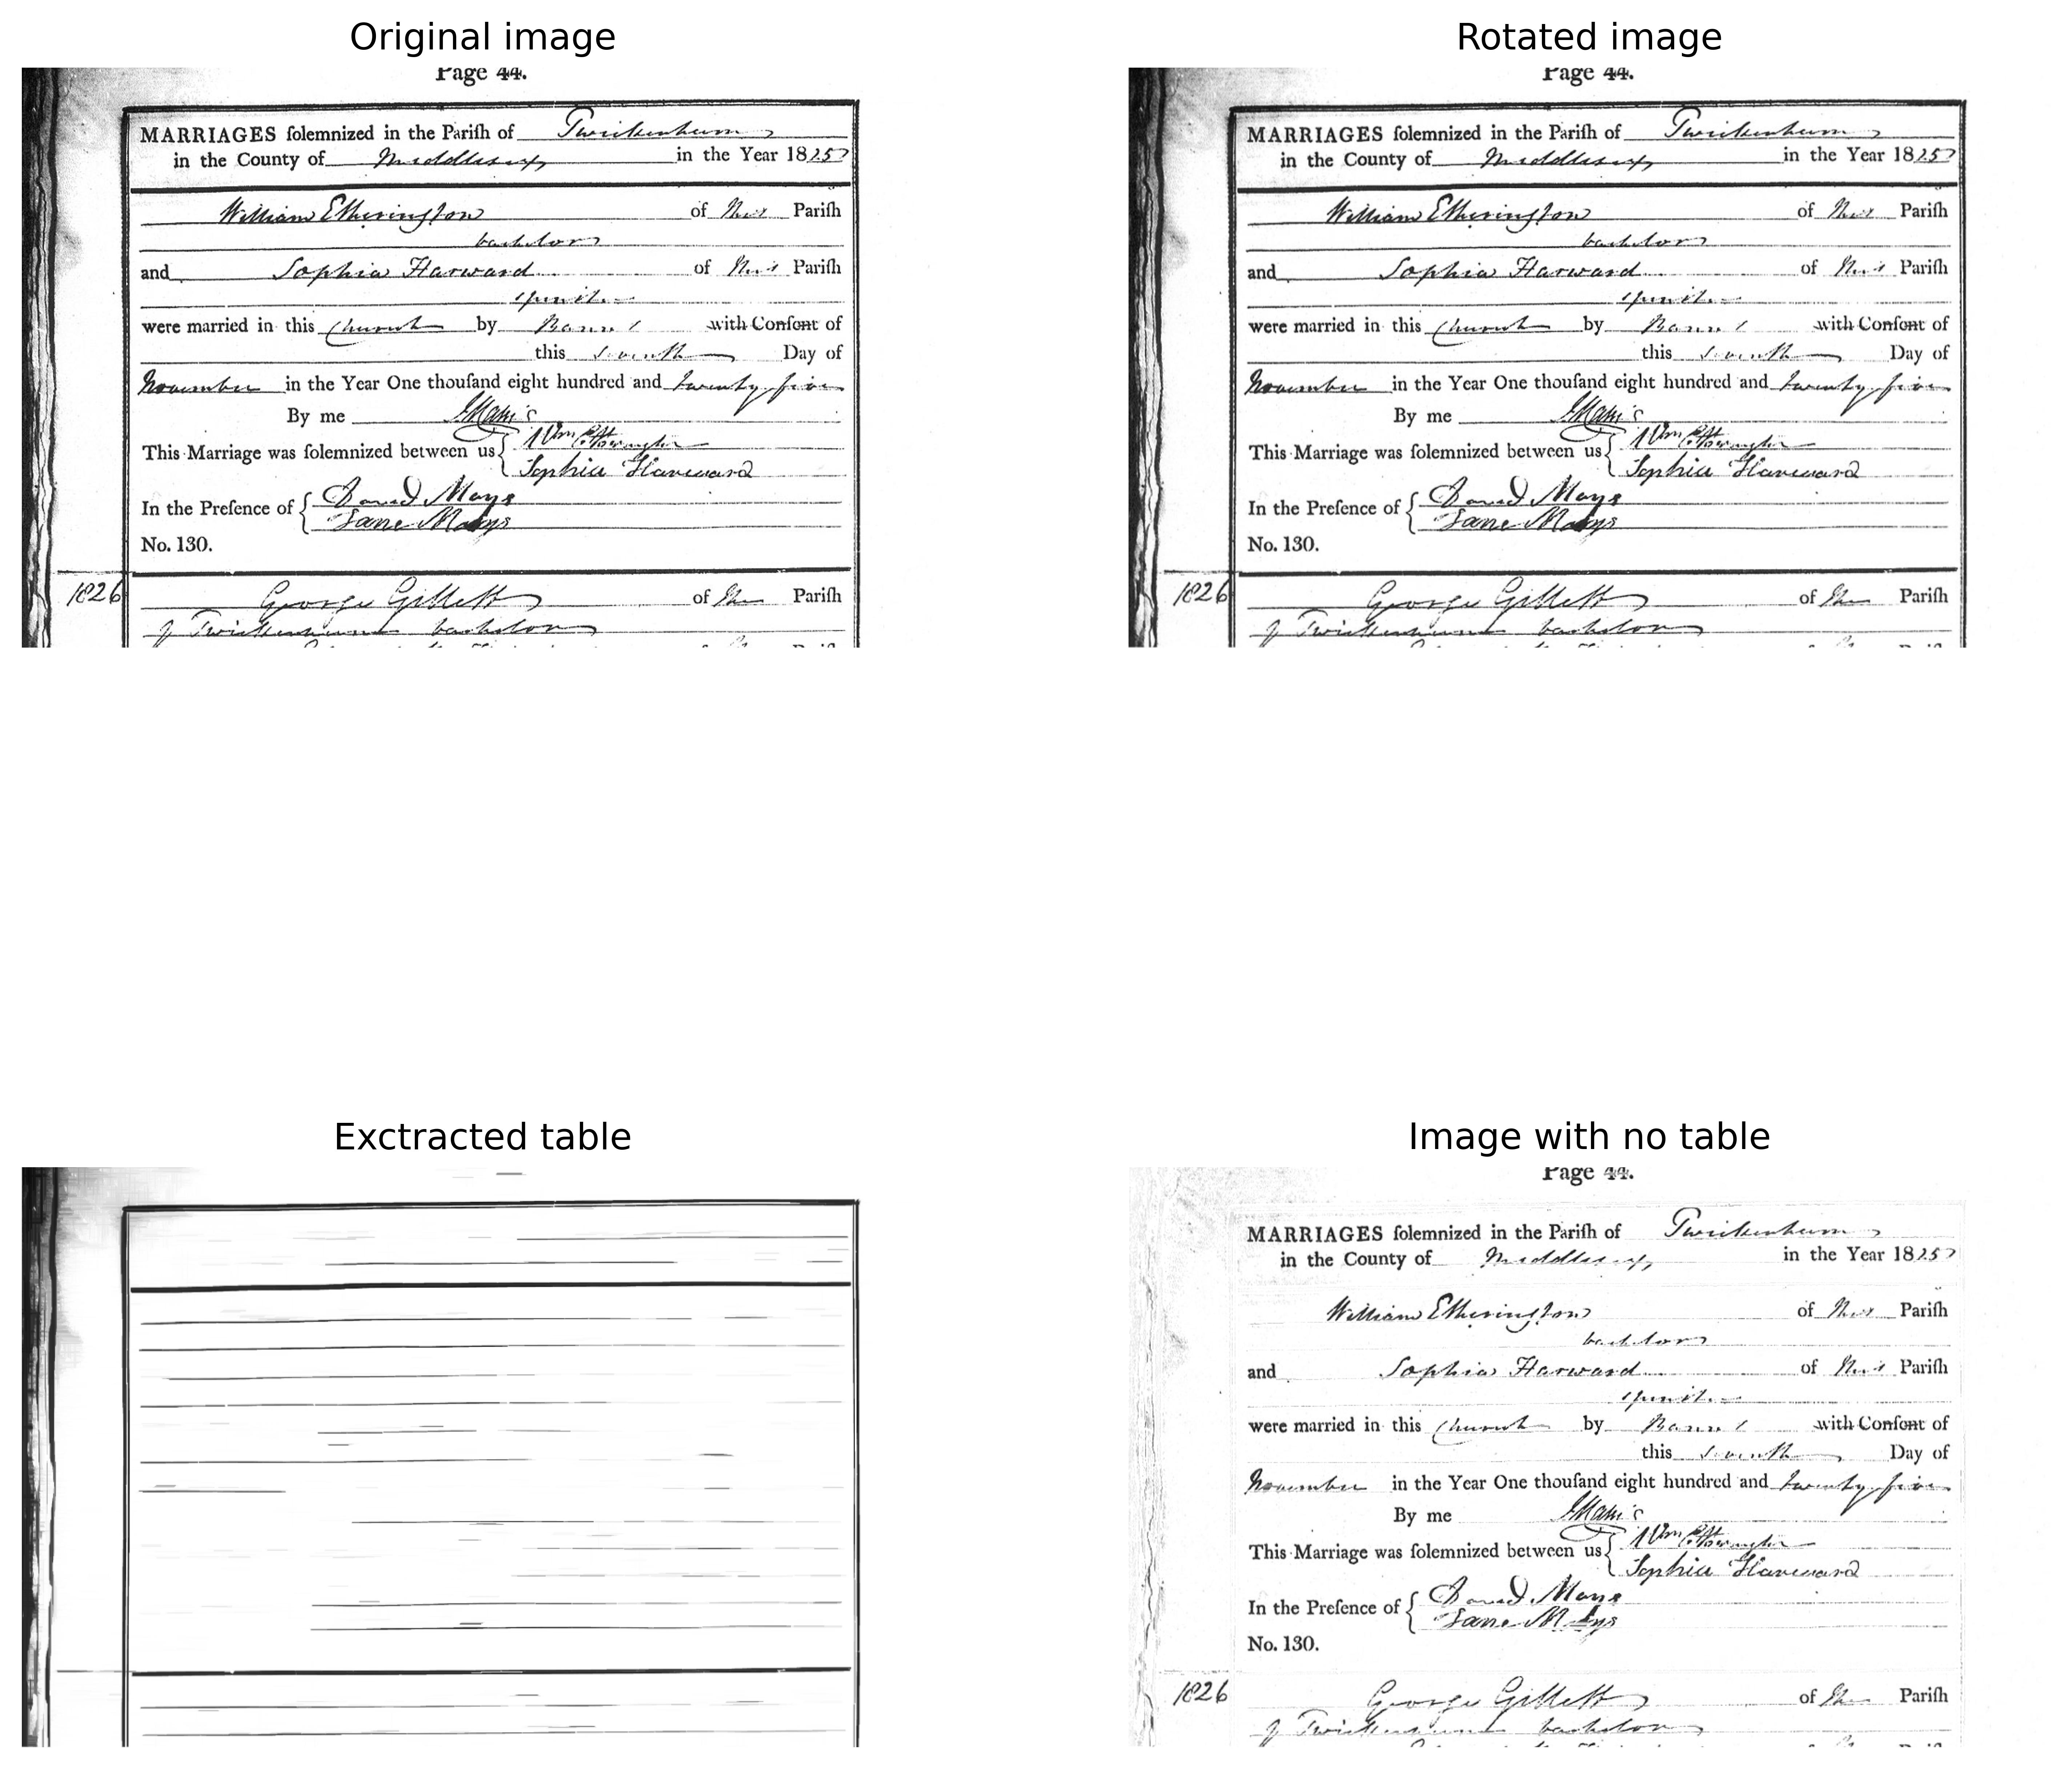 Original image
Page 44.
MARRIAGES ſolemnized in the Pariſh of Twickenham
in the County of Middlesex in the Year 1825
William Etherington of this Pariſh
bachelor
and Sophia Harward of this Pariſh
spinster
were married in this Church by Banns with Conſent of
this seventh Day of
November in the Year One thouſand eight hundred and twenty five
By me
This Marriage was ſolemnized between us { Wm Etherington
Sophia Harward
In the Preſence of { David Mays
Jane Mays
No. 130.
1826 George Gillett of this Pariſh
of Twickenham bachelor
Rotated image
Page 44.
MARRIAGES ſolemnized in the Pariſh of Twickenham
in the County of Middlesex in the Year 1825
William Etherington of this Pariſh
bachelor
and Sophia Harward of this Pariſh
spinster
were married in this Church by Banns with Conſent of
this seventh Day of
November in the Year One thouſand eight hundred and twenty five
By me
This Marriage was ſolemnized between us { Wm Etherington
Sophia Harward
In the Preſence of { David Mays
Jane Mays
No. 130.
1826 George Gillett of this Pariſh
of Twickenham bachelor
Exctracted table
Image with no table
Page 44.
MARRIAGES ſolemnized in the Pariſh of Twickenham
in the County of Middlesex in the Year 1825
William Etherington of this Pariſh
bachelor
and Sophia Harward of this Pariſh
spinster
were married in this Church by Banns with Conſent of
this seventh Day of
November in the Year One thouſand eight hundred and twenty five
By me
This Marriage was ſolemnized between us { Wm Etherington
Sophia Harward
In the Preſence of { David Mays
Jane Mays
No. 130.
1826 George Gillett of this Pariſh
of Twickenham bachelor